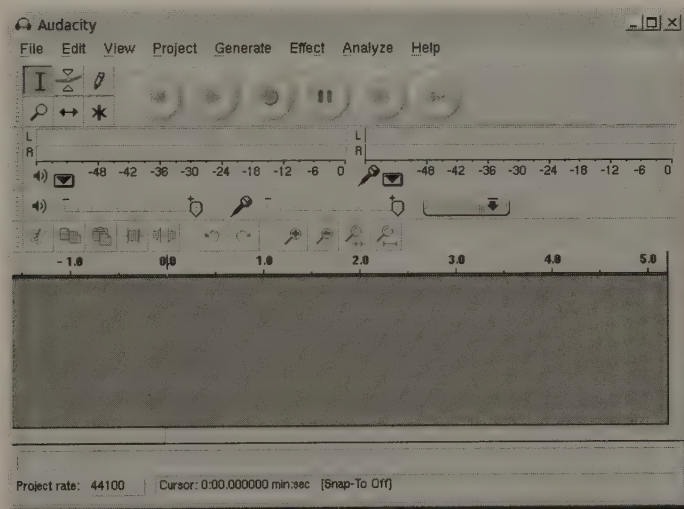 Audacity
File Edit View Project Generate Effect Analyze Help
L
R
-48 -42 -36 -30 -24 -18 -12 -6 0
L
R
-48 -42 -36 -30 -24 -18 -12 -6 0
- 1.0 0.0 1.0 2.0 3.0 4.0 5.0
Project rate: 44100 Cursor: 0:00.000000 min:sec [Snap-To Off]